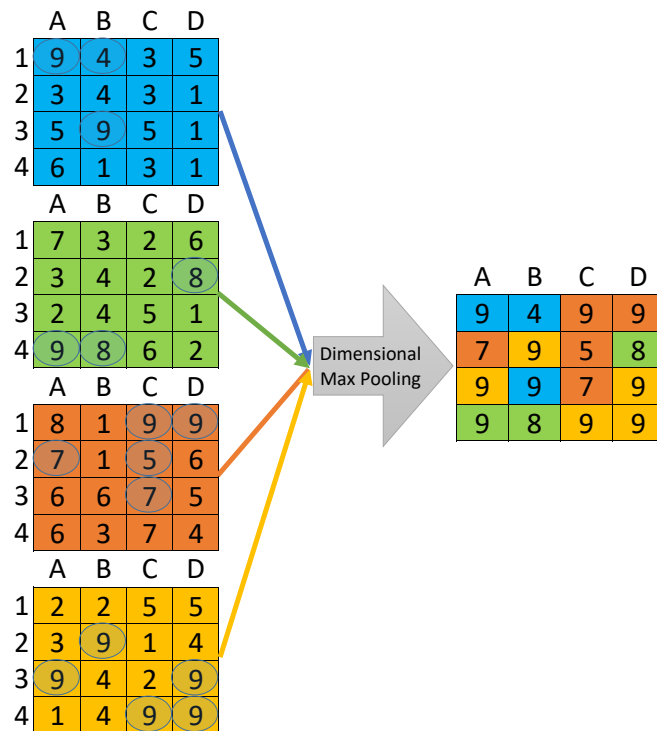 A B C D
1 9 4 3 5
2 3 4 3 1
3 5 9 5 1
4 6 1 3 1
A B C D
1 7 3 2 6
2 3 4 2 8
3 2 4 5 1
4 9 8 6 2
A B C D
1 8 1 9 9
2 7 1 5 6
3 6 6 7 5
4 6 3 7 4
A B C D
1 2 2 5 5
2 3 9 1 4
3 9 4 2 9
4 1 4 9 9
Dimensional
Max Pooling
A B C D
9 4 9 9
7 9 5 8
9 9 7 9
9 8 9 9